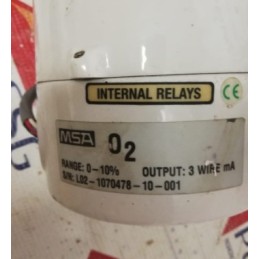 INTERNAL RELAYS
CE
MSA O2
RANGE: 0-10% OUTPUT: 3 WIRE mA
S/N: L02-1070478-10-001